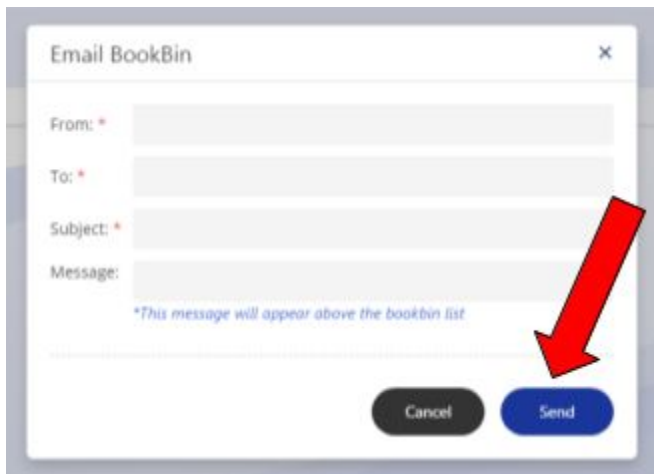 Email BookBin ×
From: *
To: *
Subject: *
Message:
*This message will appear above the bookbin list
Cancel Send